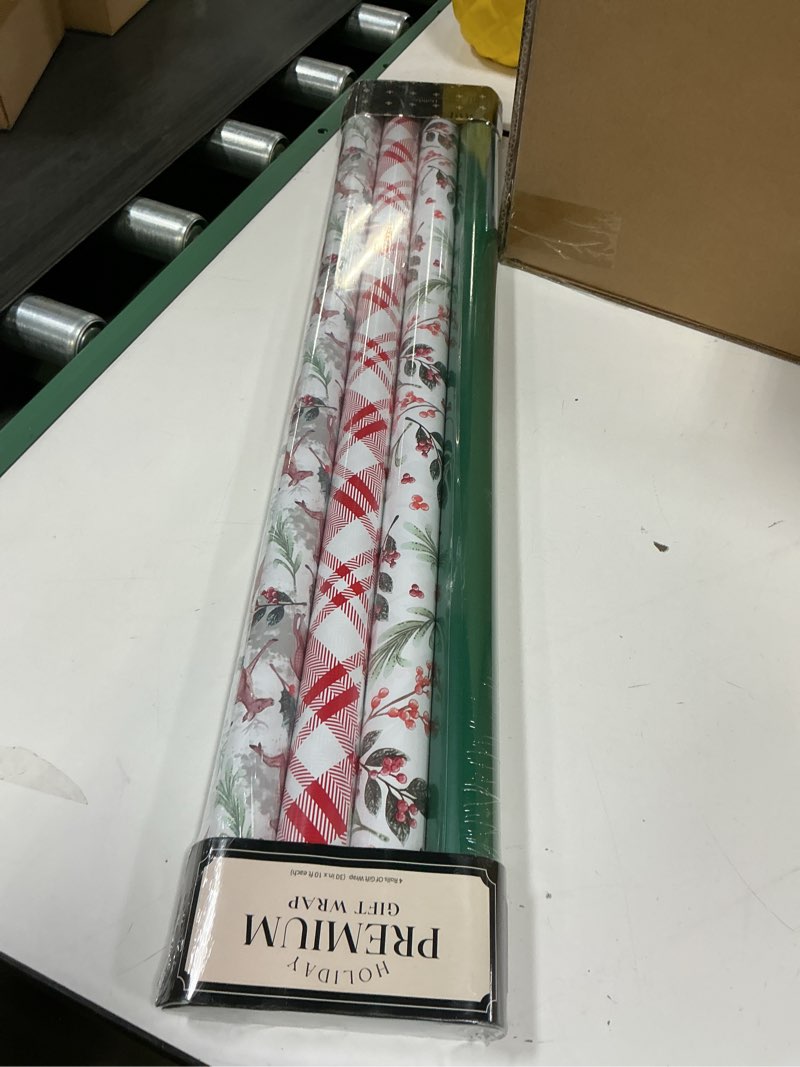 HOLIDAY
PREMIUM
GIFT WRAP
4 Rolls Of Gift Wrap (30 in. x 10 ft each)